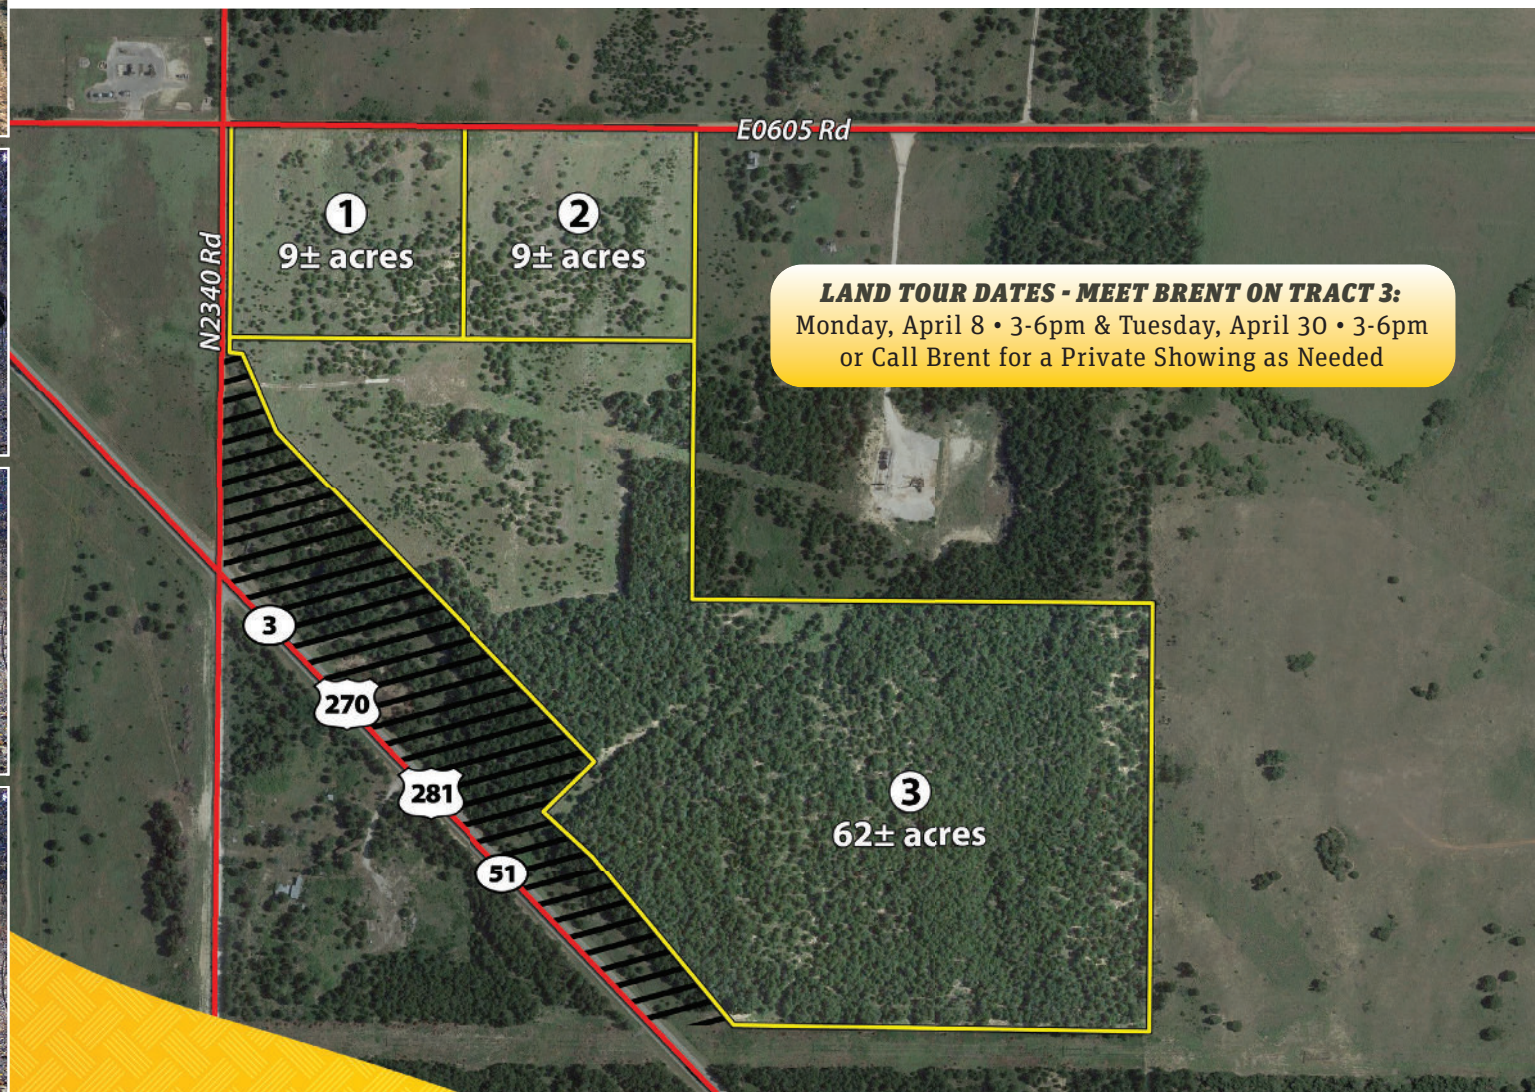 E0605 Rd
N2340 Rd
1
9± acres
2
9± acres
LAND TOUR DATES - MEET BRENT ON TRACT 3:
Monday, April 8 • 3-6pm & Tuesday, April 30 • 3-6pm
or Call Brent for a Private Showing as Needed
3
270
281
51
3
62± acres